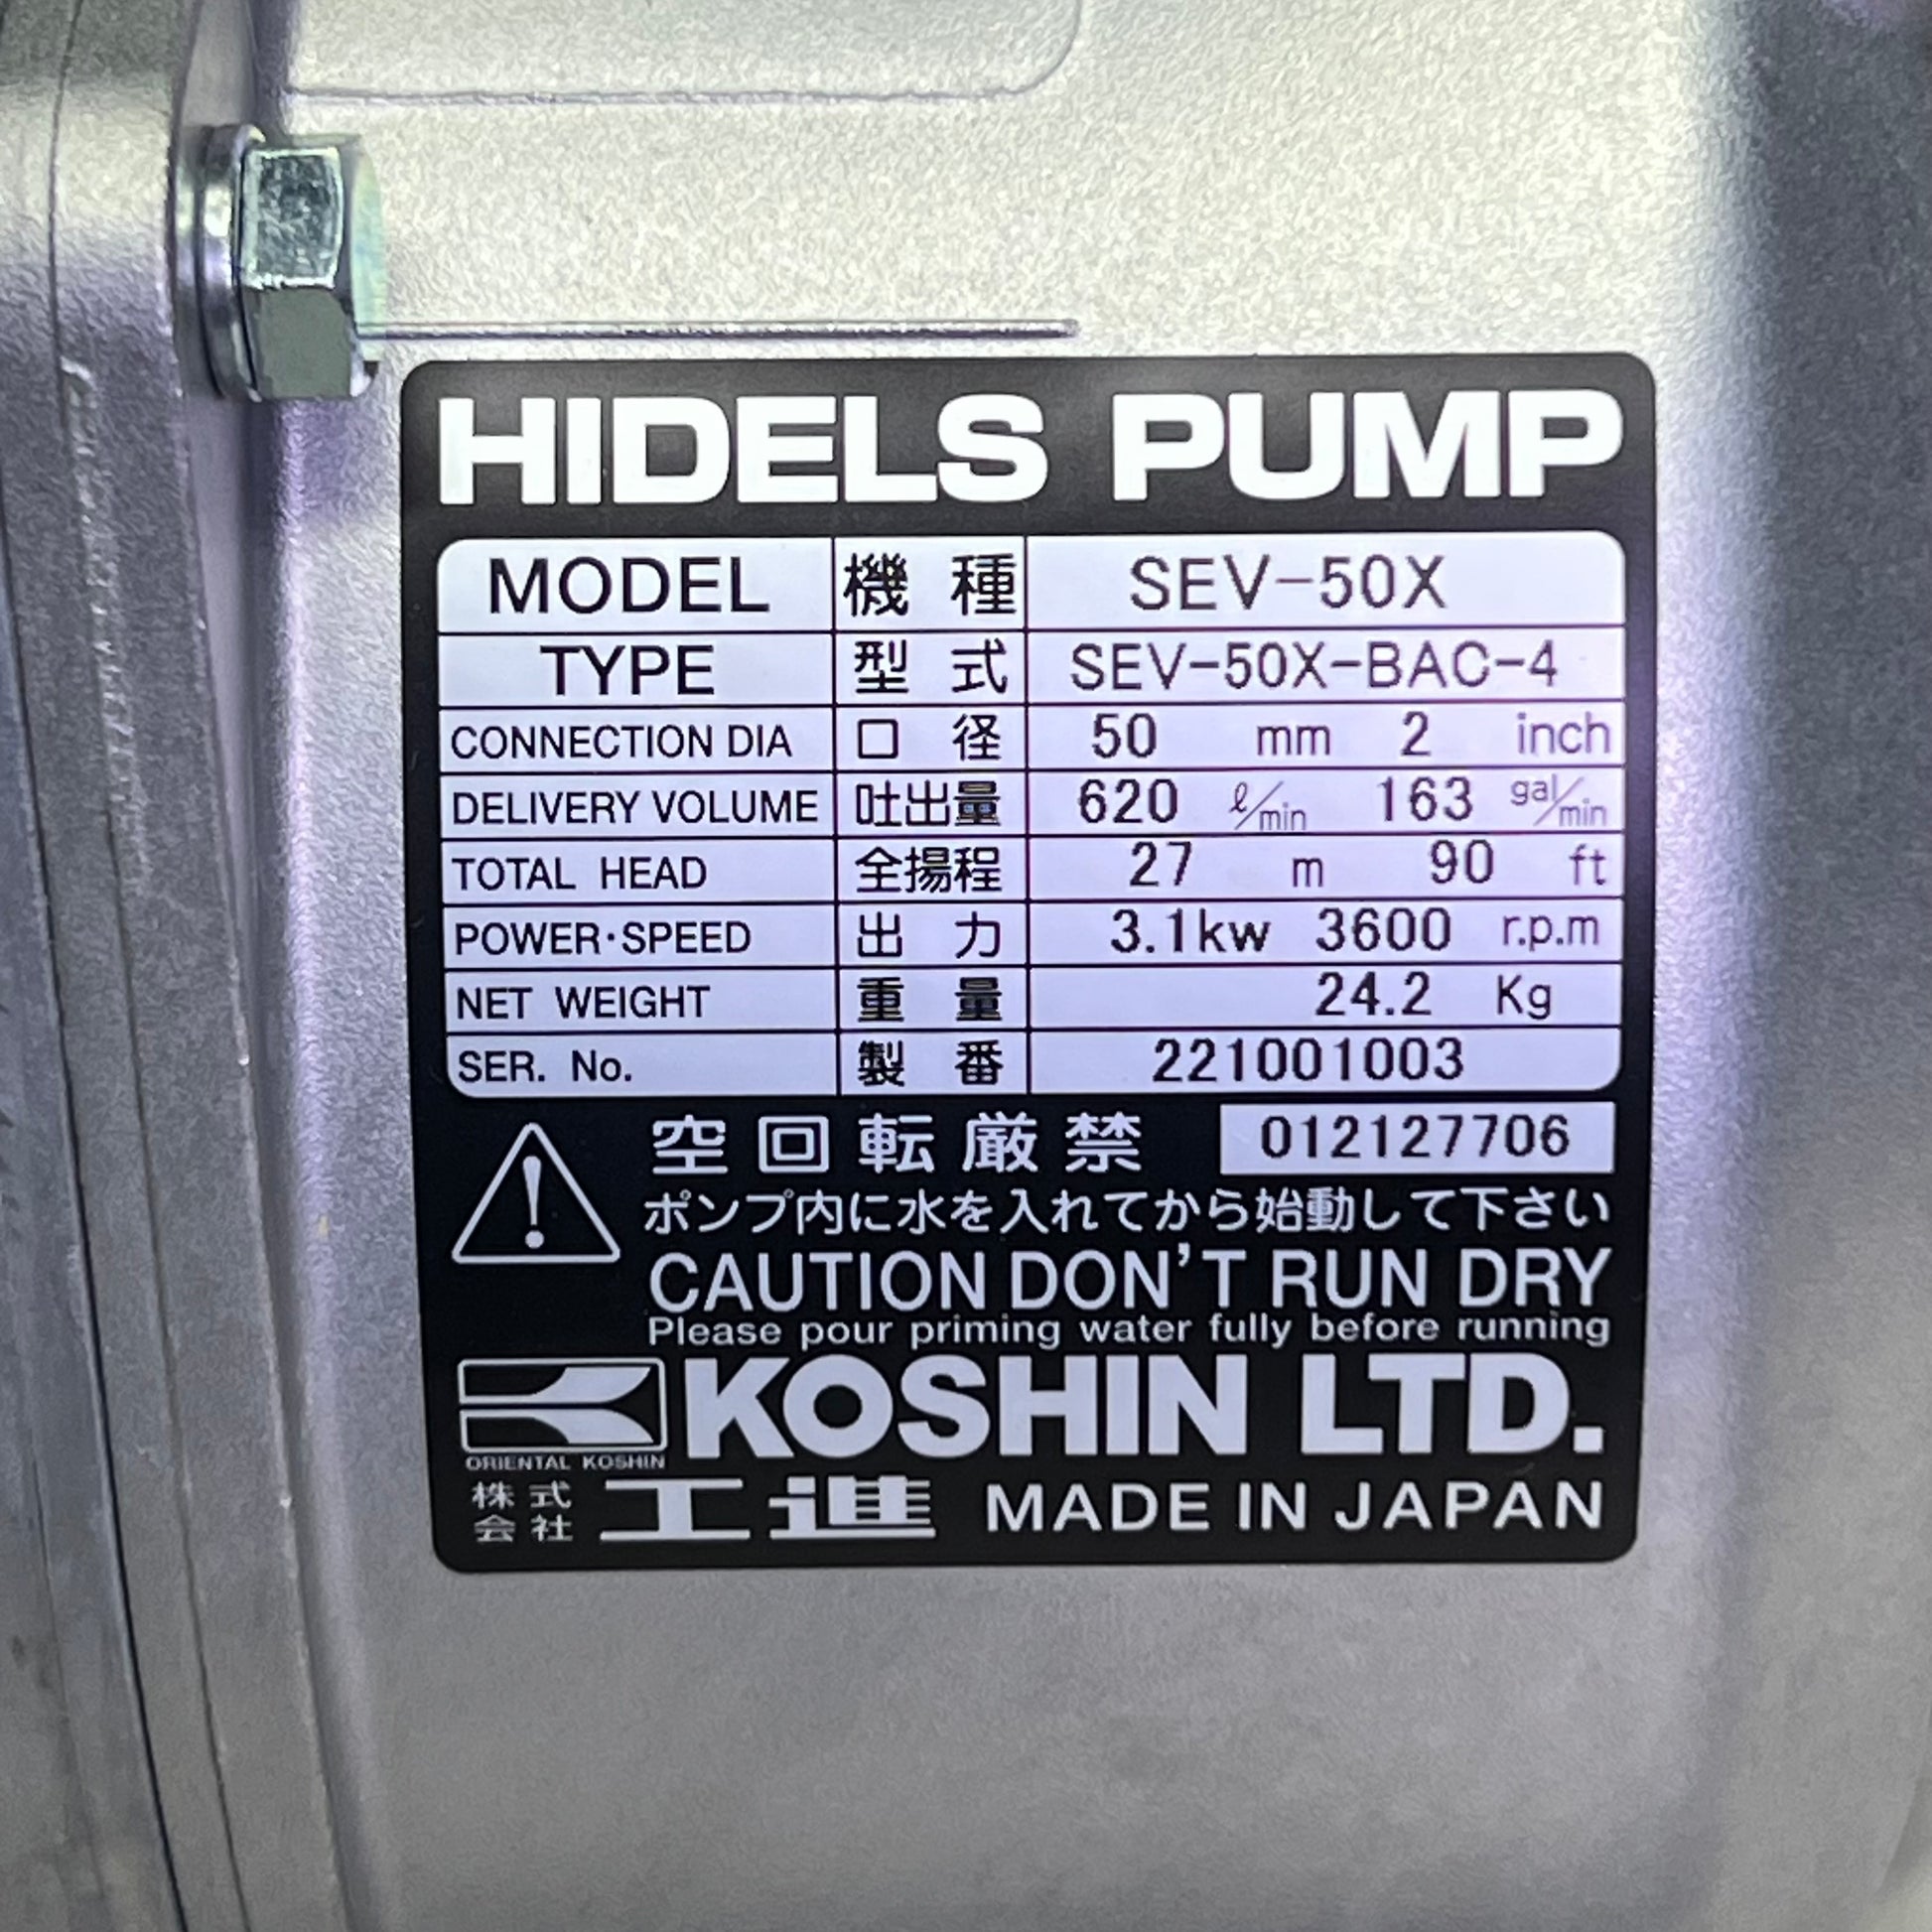 HIDELS PUMP
MODEL 機種 SEV-50X
TYPE 型式 SEV-50X-BAC-4
CONNECTION DIA 口径 50 mm 2 inch
DELIVERY VOLUME 吐出量 620 ℓ/min 163 gal/min
TOTAL HEAD 全揚程 27 m 90 ft
POWER·SPEED 出力 3.1kw 3600 r.p.m
NET WEIGHT 重量 24.2 Kg
SER. No. 製番 221001003
空回転厳禁 012127706
ポンプ内に水を入れてから始動して下さい
CAUTION DON'T RUN DRY
Please pour priming water fully before running
KOSHIN LTD.
ORIENTAL KOSHIN
株式会社 工進 MADE IN JAPAN